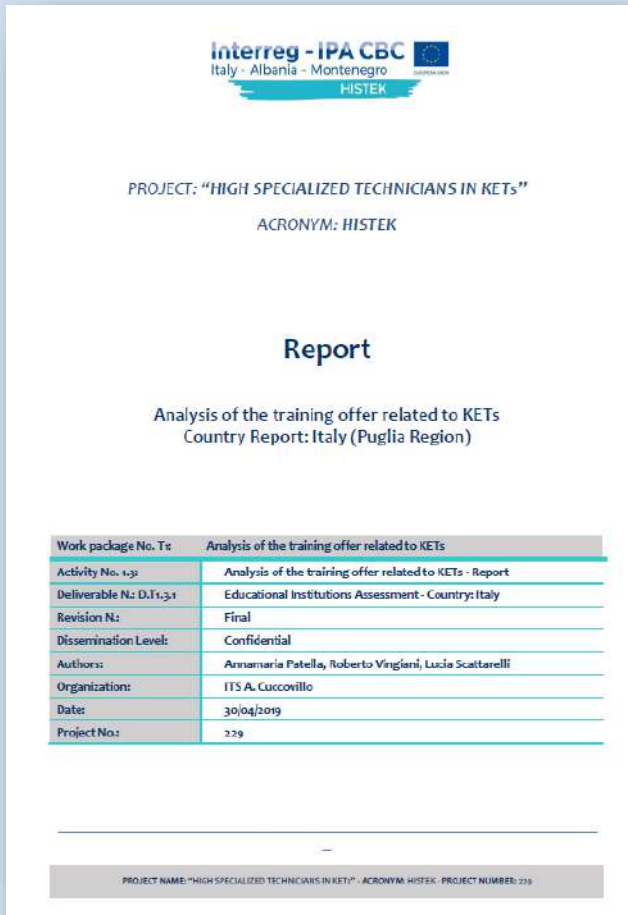 Interreg - IPA CBC
Italy - Albania - Montenegro
EUROPEAN UNION
HISTEK
PROJECT: “HIGH SPECIALIZED TECHNICIANS IN KETs”
ACRONYM: HISTEK
Report
Analysis of the training offer related to KETs
Country Report: Italy (Puglia Region)
Work package No. T1: Analysis of the training offer related to KETs
Activity No. 1.3: Analysis of the training offer related to KETs - Report
Deliverable N.: D.T1.3.1 Educational Institutions Assessment - Country: Italy
Revision N.: Final
Dissemination Level: Confidential
Authors: Annamaria Patella, Roberto Vingiani, Lucia Scattarelli
Organization: ITS A. Cuccovillo
Date: 30/04/2019
Project No.: 229
PROJECT NAME: “HIGH SPECIALIZED TECHNICIANS IN KETs” - ACRONYM: HISTEK - PROJECT NUMBER: 229